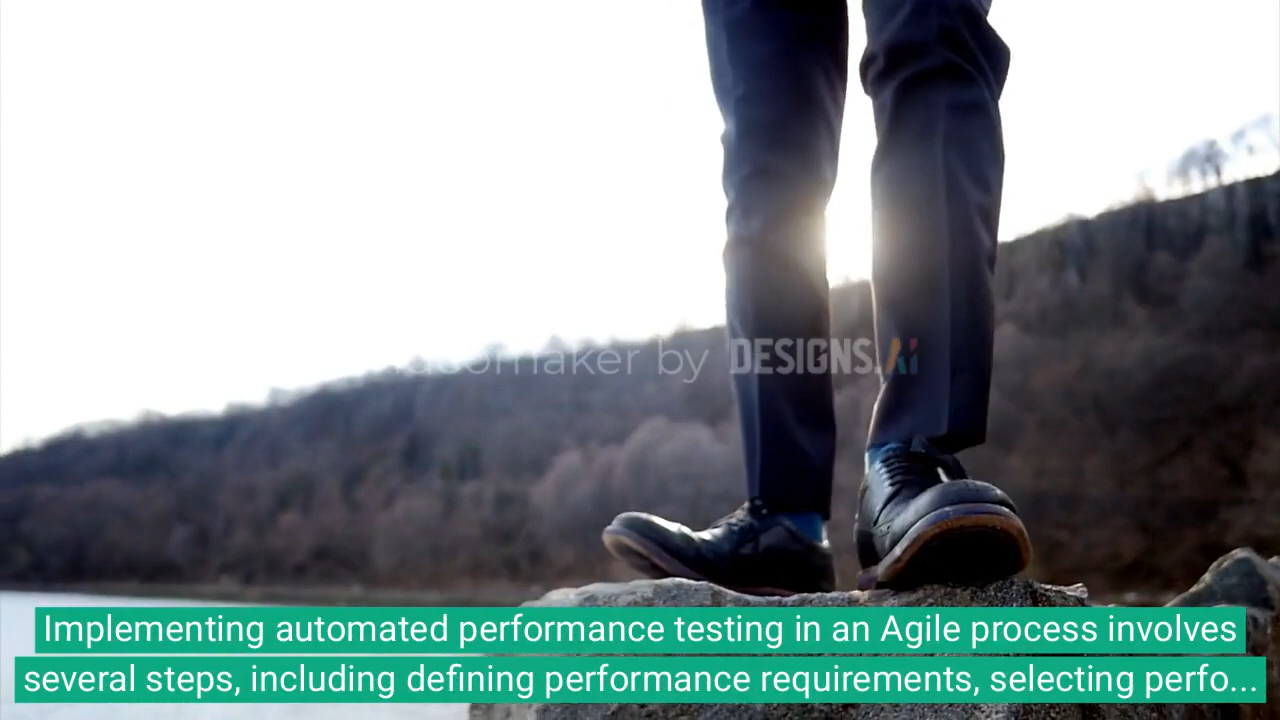 by DESIGNS.AI
Implementing automated performance testing in an Agile process involves
several steps, including defining performance requirements, selecting perfo...